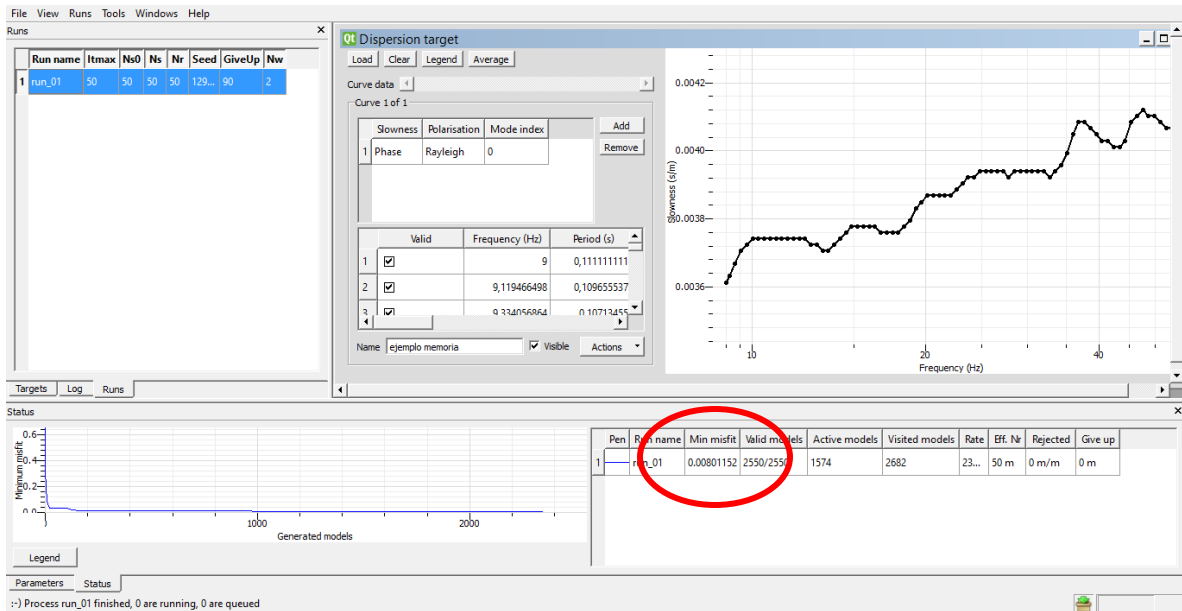 File View Runs Tools Windows Help
Runs
Run name Itmax Ns0 Ns Nr Seed GiveUp Nw
1 run_01 50 50 50 50 129... 90 2
Targets Log Runs
Qt Dispersion target
Load Clear Legend Average
Curve data
Curve 1 of 1
Slowness Polarisation Mode index
1 Phase Rayleigh 0
Add
Remove
Valid Frequency (Hz) Period (s)
1 9 0,111111111
2 9,119466498 0,109655537
3 9,334056864 0,10713455
Name ejemplo memoria Visible Actions
Slowness (s/m)
0.0042
0.0040
0.0038
0.0036
10 20 40
Frequency (Hz)
Status
Minimum misfit
0.6
0.4
0.2
0.0
1000 2000
Generated models
Legend
Pen Run name Min misfit Valid models Active models Visited models Rate Eff. Nr Rejected Give up
1 run_01 0.00801152 2550/2550 1574 2682 23... 50 m 0 m/m 0 m
Parameters Status
:-) Process run_01 finished, 0 are running, 0 are queued